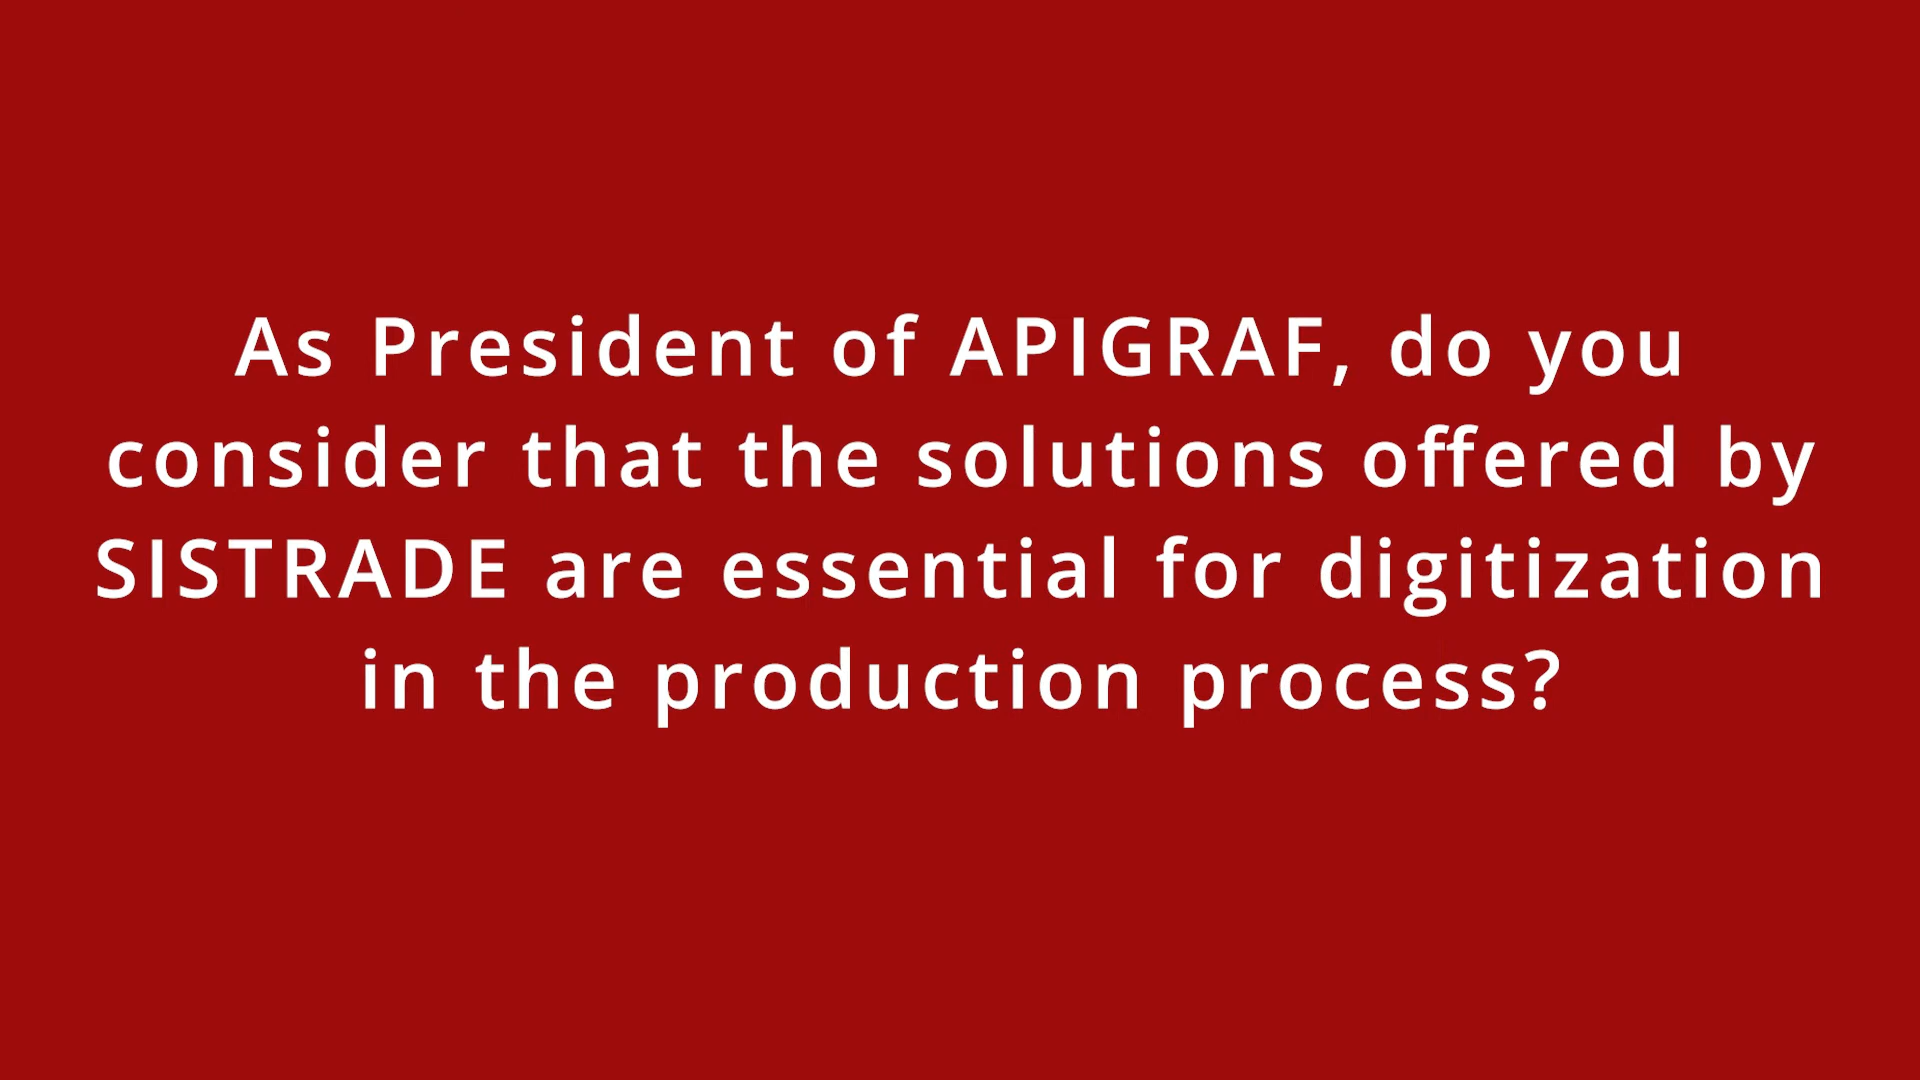 As President of APIGRAF, do you
consider that the solutions offered by
SISTRADE are essential for digitization
in the production process?